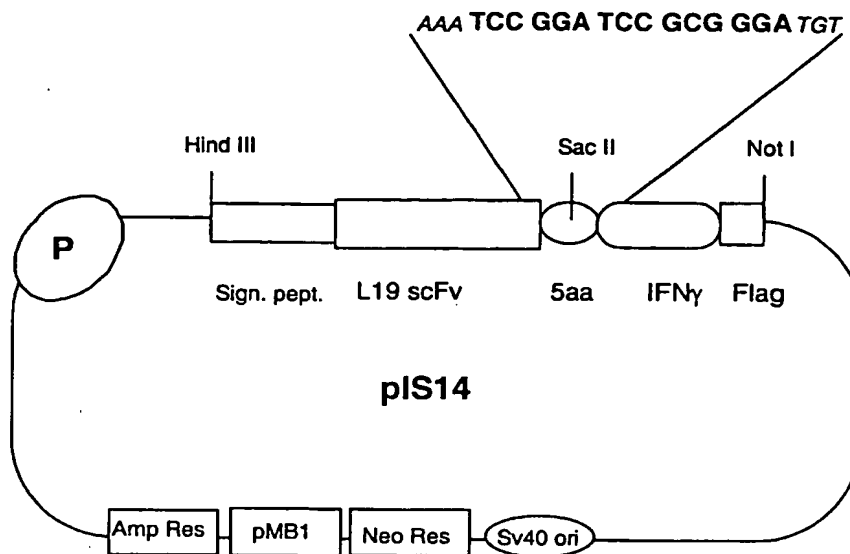 AAA TCC GGA TCC GCG GGA TGT
Hind III
Sac II
Not I
P
Sign. pept.
L19 scFv
5aa
IFNγ
Flag
pIS14
Amp Res
pMB1
Neo Res
Sv40 ori